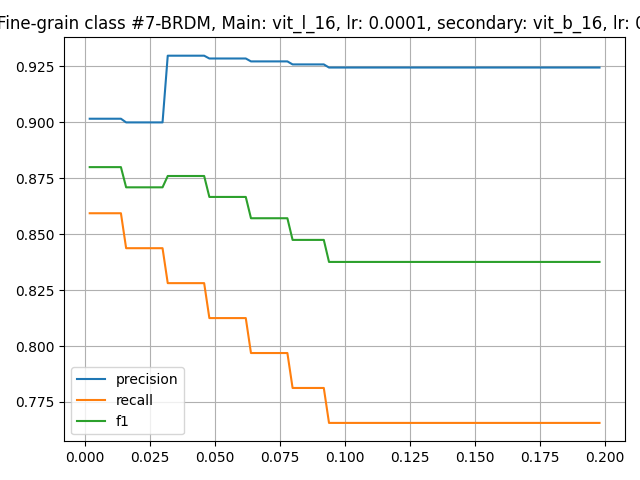 Fine-grain class #7-BRDM, Main: vit_l_16, lr: 0.0001, secondary: vit_b_16, lr: 0
0.925
0.900
0.875
0.850
0.825
0.800
0.775
precision
recall
f1
0.000 0.025 0.050 0.075 0.100 0.125 0.150 0.175 0.200